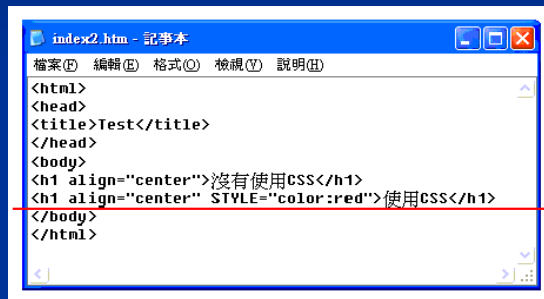 index2.htm - 記事本
檔案(F) 編輯(E) 格式(O) 檢視(V) 說明(H)
<html>
<head>
<title>Test</title>
</head>
<body>
<h1 align="center">沒有使用CSS</h1>
<h1 align="center" STYLE="color:red">使用CSS</h1>
</body>
</html>